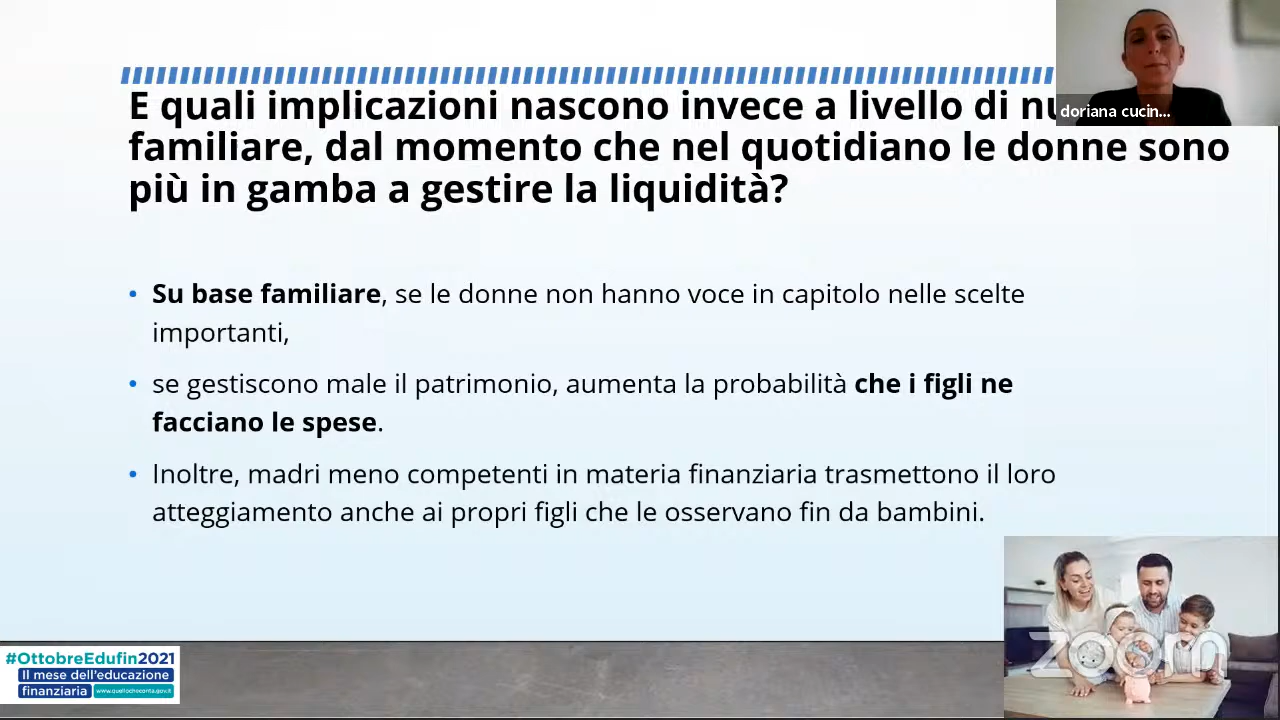 E quali implicazioni nascono invece a livello di
familiare, dal momento che nel quotidiano le donne sono
più in gamba a gestire la liquidità?
doriana cucin...
• Su base familiare, se le donne non hanno voce in capitolo nelle scelte
importanti,
• se gestiscono male il patrimonio, aumenta la probabilità che i figli ne
facciano le spese.
• Inoltre, madri meno competenti in materia finanziaria trasmettono il loro
atteggiamento anche ai propri figli che le osservano fin da bambini.
#OttobreEdufin2021
Il mese dell'educazione
finanziaria www.quellocheconta.gov.it
zoom